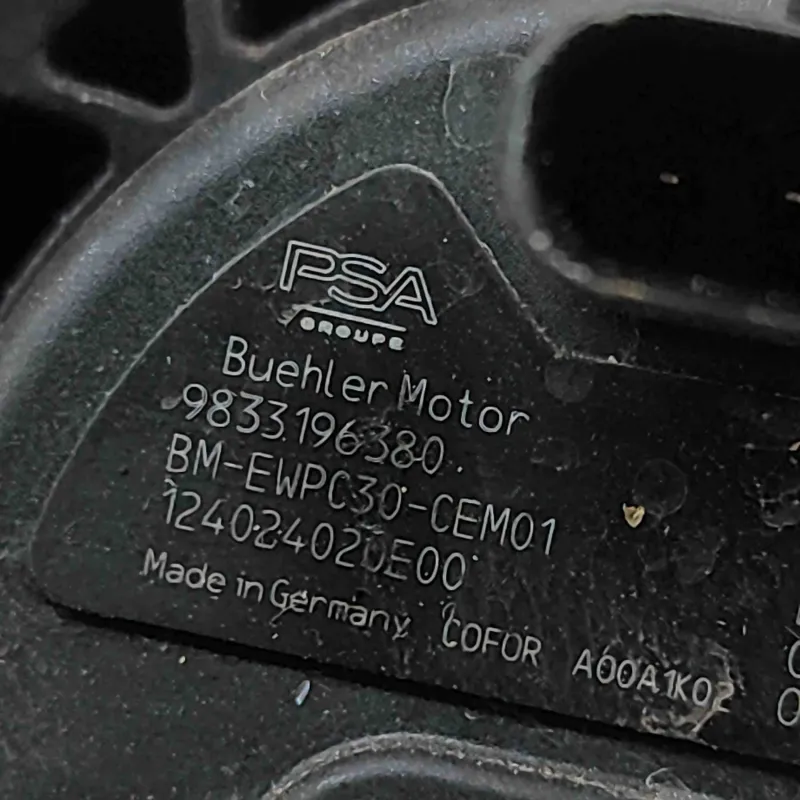 PSA
GROUPE
Buehler Motor
9833196380
BM-EWPC30-CEM01
12402402DE00
Made in Germany COFOR A00A1K02